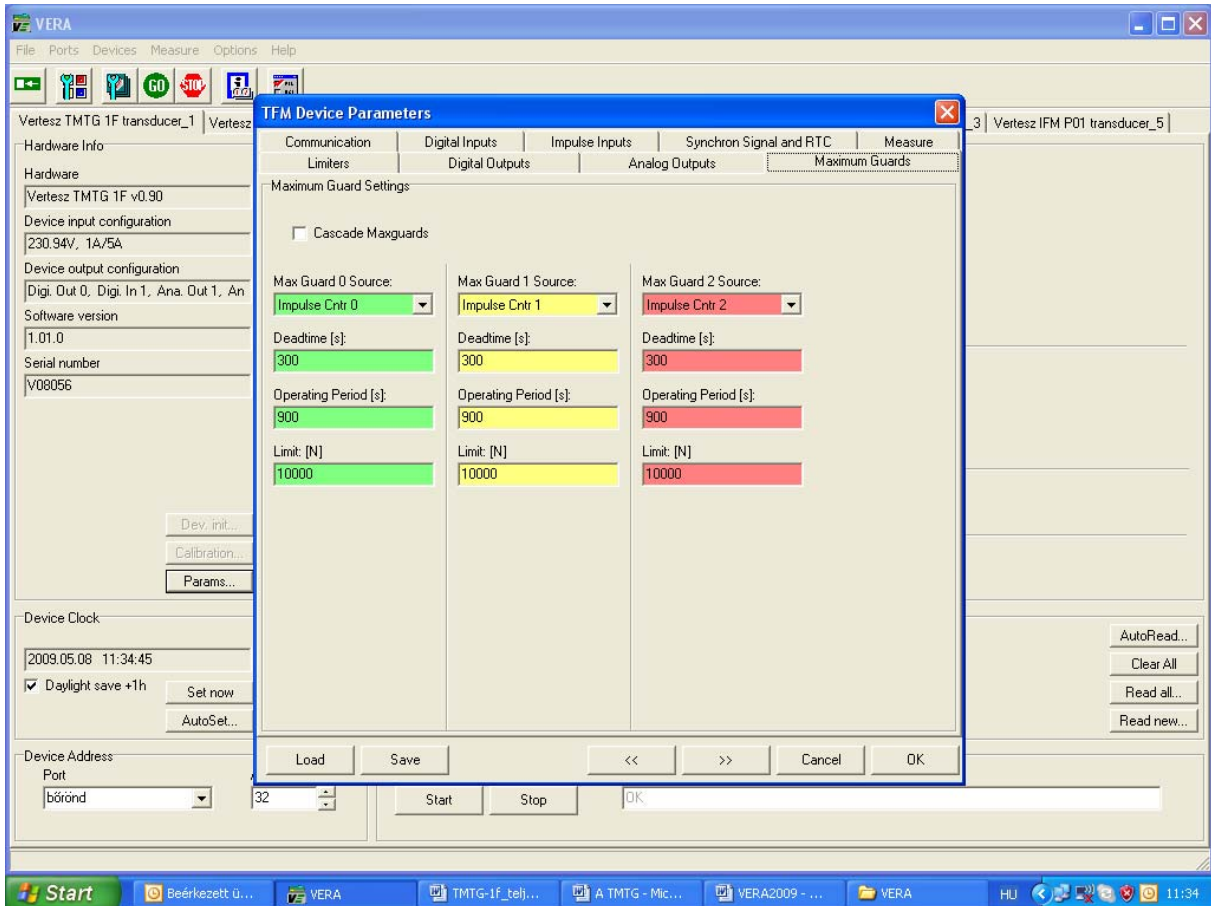 VERA
File Ports Devices Measure Options Help
GO STOP
Vertesz TMTG 1F transducer_1 Vertesz _3 Vertesz IFM P01 transducer_5
Hardware Info
Hardware
Vertesz TMTG 1F v0.90
Device input configuration
230.94V, 1A/5A
Device output configuration
Digi. Out 0, Digi. In 1, Ana. Out 1, An
Software version
1.01.0
Serial number
V08056
Dev. init...
Calibration...
Params...
Device Clock
2009.05.08 11:34:45
Daylight save +1h
Set now
AutoSet...
Device Address
Port
bőrönd
32
TFM Device Parameters
Communication Digital Inputs Impulse Inputs Synchron Signal and RTC Measure
Limiters Digital Outputs Analog Outputs Maximum Guards
Maximum Guard Settings
Cascade Maxguards
Max Guard 0 Source: Max Guard 1 Source: Max Guard 2 Source:
Impulse Cntr 0 Impulse Cntr 1 Impulse Cntr 2
Deadtime [s]: Deadtime [s]: Deadtime [s]:
300 300 300
Operating Period [s]: Operating Period [s]: Operating Period [s]:
900 900 900
Limit: [N] Limit: [N] Limit: [N]
10000 10000 10000
Load Save << >> Cancel OK
AutoRead...
Clear All
Read all...
Read new...
Start Stop OK
Start Beérkezett ü... VERA TMTG-1f_telj... A TMTG - Mic... VERA2009 - ... VERA HU 11:34